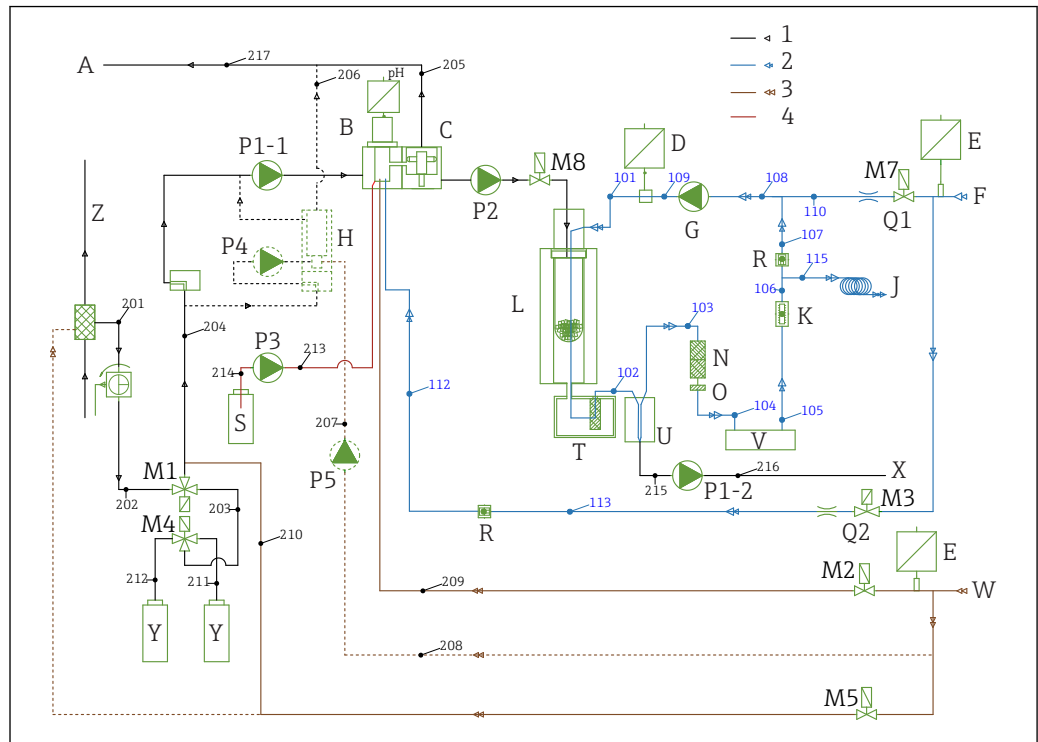 1
A
217
206
205
2
pH
3
E
B
C
D
4
P1-1
M8
M7
101
109
108
F
P2
110
Q1
Z
G
107
P4
H
R
115
106
J
L
201
K
103
204
P3
213
N
214
102
O
112
104
105
S
207
T
U
V
P5
X
M1
216
215
P1-2
M3
202
203
113
M4
R
Q2
210
E
212
211
209
M2
W
Y
Y
208
M5